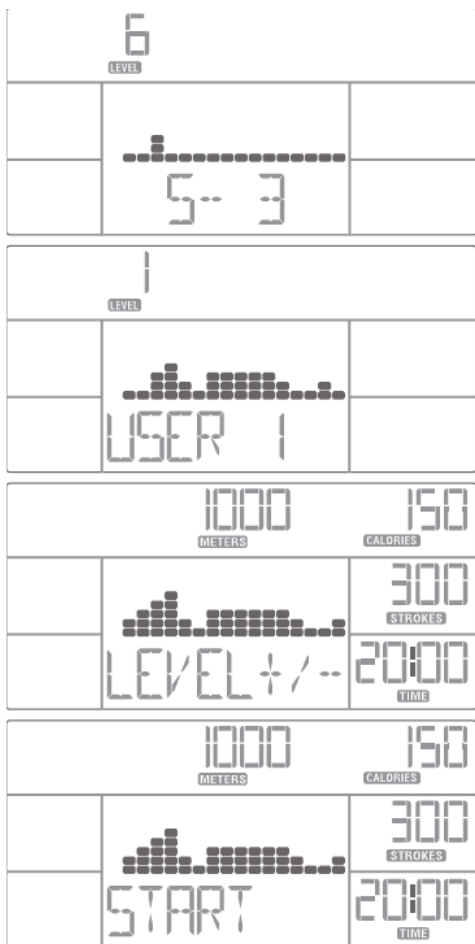 6
LEVEL
S-- 3
1
LEVEL
USER 1
1000 150
METERS CALORIES
300
STROKES
LEVEL+/-- 20:00
TIME
1000 150
METERS CALORIES
300
STROKES
START 20:00
TIME